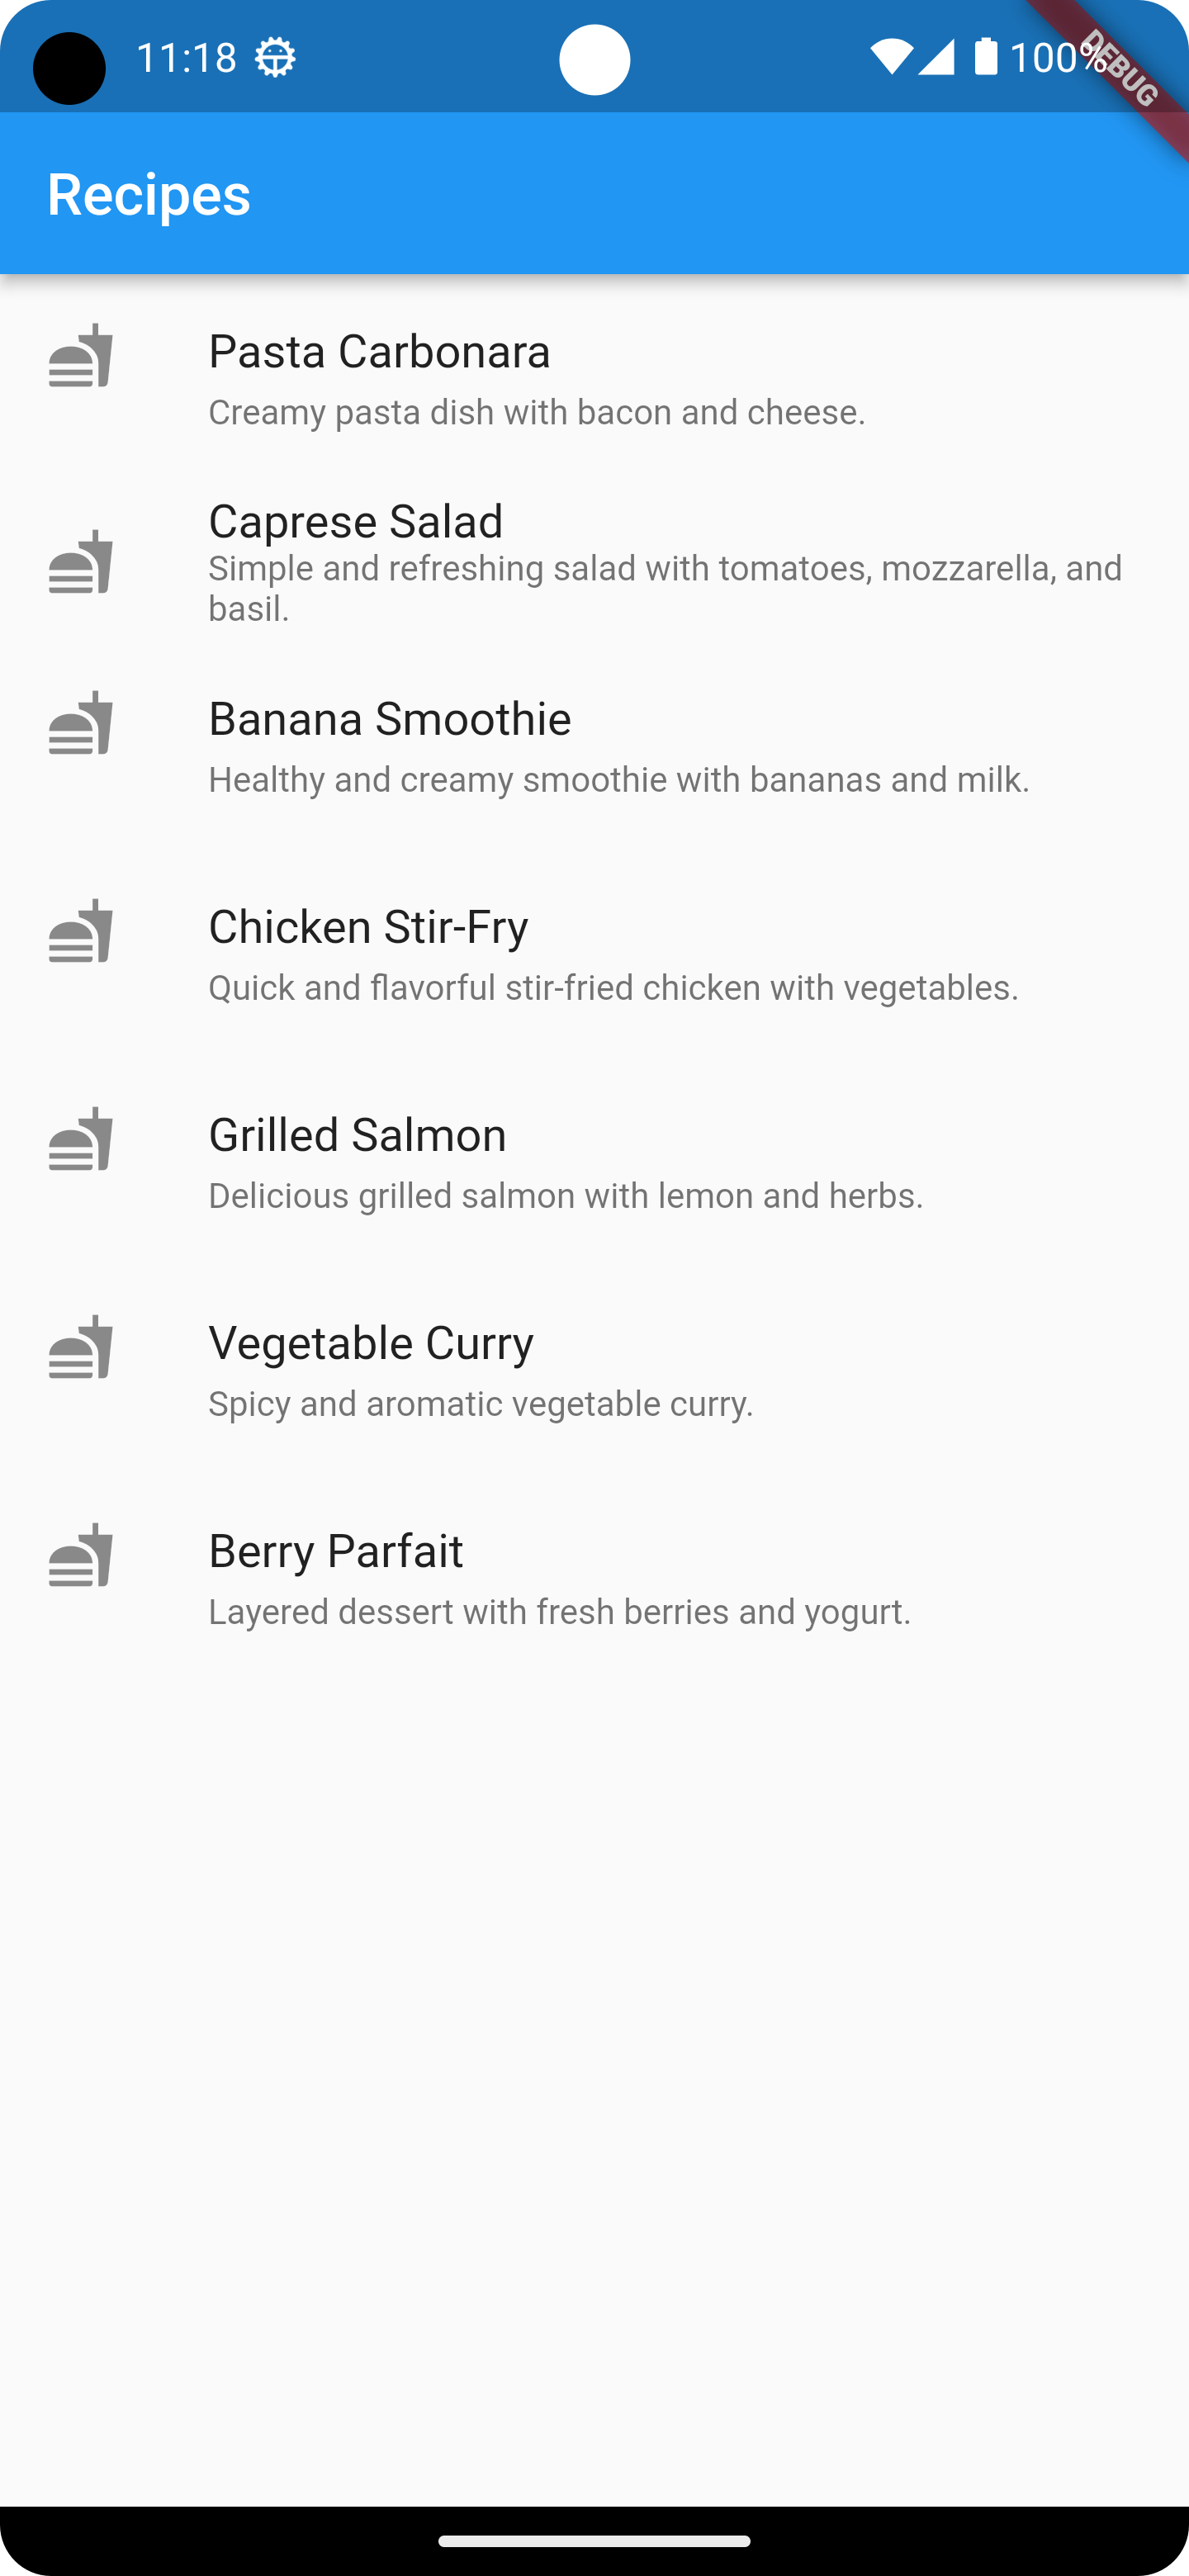 11:18
100%
DEBUG
Recipes
Pasta Carbonara
Creamy pasta dish with bacon and cheese.
Caprese Salad
Simple and refreshing salad with tomatoes, mozzarella, and
basil.
Banana Smoothie
Healthy and creamy smoothie with bananas and milk.
Chicken Stir-Fry
Quick and flavorful stir-fried chicken with vegetables.
Grilled Salmon
Delicious grilled salmon with lemon and herbs.
Vegetable Curry
Spicy and aromatic vegetable curry.
Berry Parfait
Layered dessert with fresh berries and yogurt.